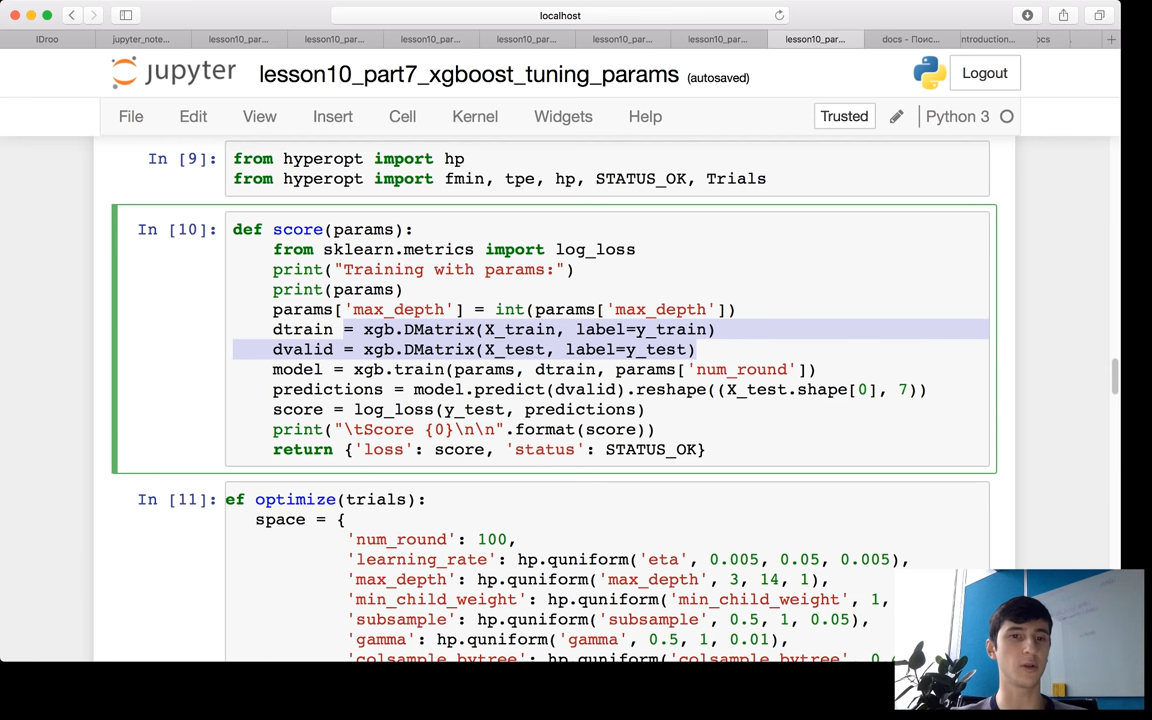 localhost
IDroo
jupyter_note...
lesson10_par...
lesson10_par...
lesson10_par...
lesson10_par...
lesson10_par...
lesson10_par...
lesson10_par...
docs - Поис...
ntroduction...
ocs
jupyter
lesson10_part7_xgboost_tuning_params (autosaved)
Logout
File Edit View Insert Cell Kernel Widgets Help
Trusted
Python 3
In [9]:
from hyperopt import hp
from hyperopt import fmin, tpe, hp, STATUS_OK, Trials
In [10]:
def score(params):
from sklearn.metrics import log_loss
print("Training with params:")
print(params)
params['max_depth'] = int(params['max_depth'])
dtrain = xgb.DMatrix(X_train, label=y_train)
dvalid = xgb.DMatrix(X_test, label=y_test)
model = xgb.train(params, dtrain, params['num_round'])
predictions = model.predict(dvalid).reshape((X_test.shape[0], 7))
score = log_loss(y_test, predictions)
print("\tScore {0}\n\n".format(score))
return {'loss': score, 'status': STATUS_OK}
In [11]:
ef optimize(trials):
space = {
'num_round': 100,
'learning_rate': hp.quniform('eta', 0.005, 0.05, 0.005),
'max_depth': hp.quniform('max_depth', 3, 14, 1),
'min_child_weight': hp.quniform('min_child_weight', 1,
'subsample': hp.quniform('subsample', 0.5, 1, 0.05),
'gamma': hp.quniform('gamma', 0.5, 1, 0.01),
'colsample_bytree': hp.quniform('colsample_bytree',